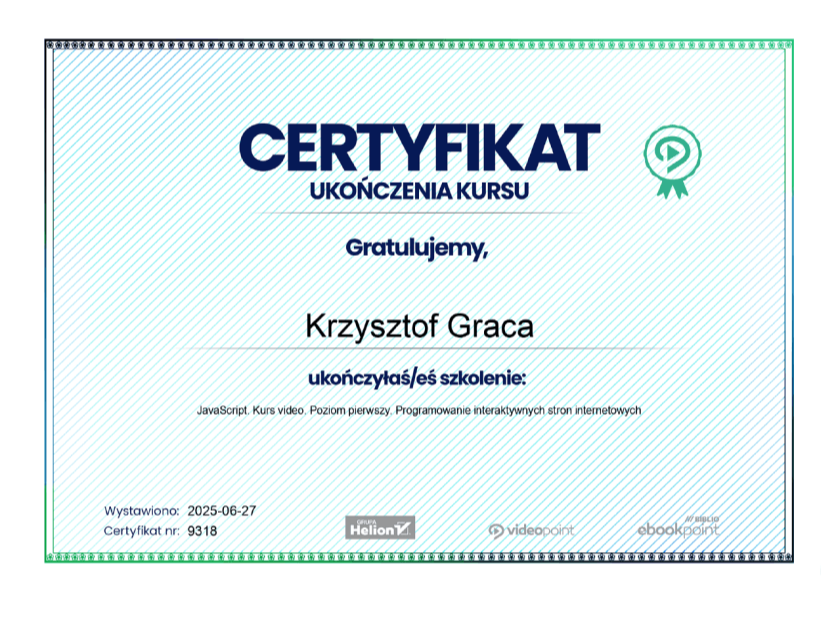 CERTYFIKAT
UKOŃCZENIA KURSU
Gratulujemy,
Krzysztof Graca
ukończyłaś/eś szkolenie:
JavaScript. Kurs video. Poziom pierwszy. Programowanie interaktywnych stron internetowych
Wystawiono: 2025-06-27
Certyfikat nr: 9318
GRUPA
Helion
videopoint
BIBLIO
ebookpoint